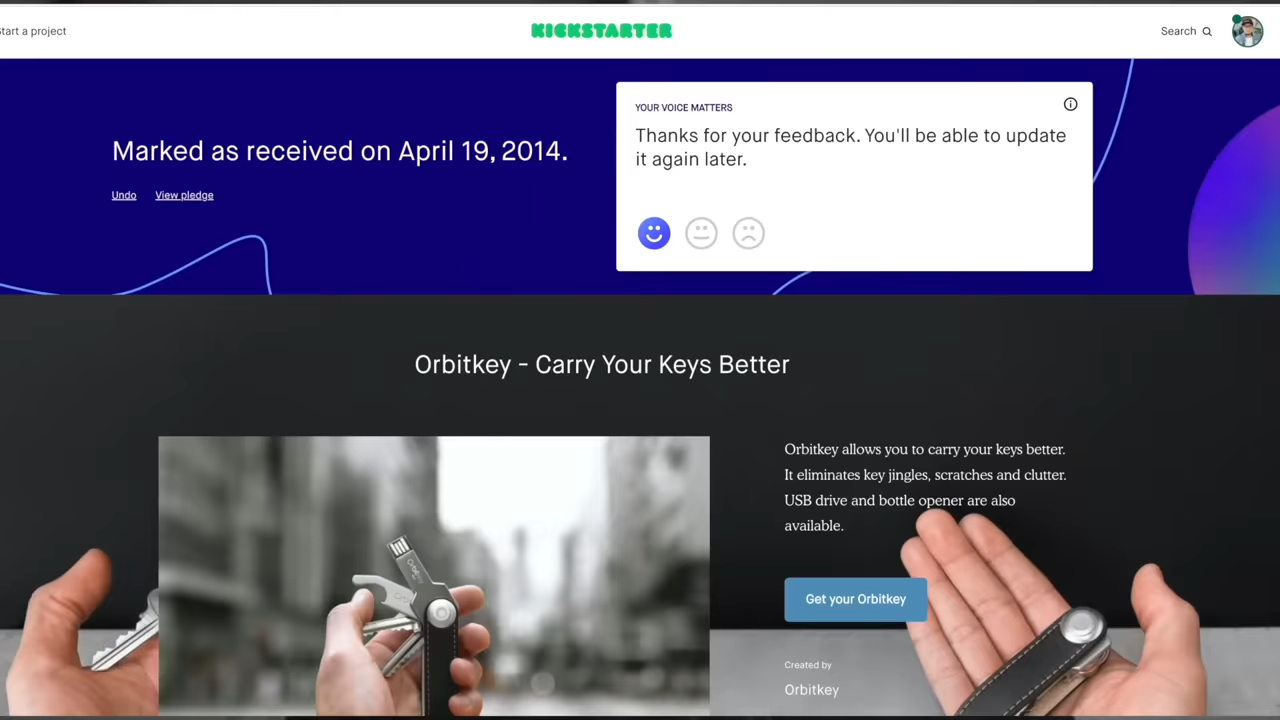 Start a project
KICKSTARTER
Search
Marked as received on April 19, 2014.
Undo
View pledge
YOUR VOICE MATTERS
Thanks for your feedback. You'll be able to update
it again later.
Orbitkey - Carry Your Keys Better
Orbitkey allows you to carry your keys better.
It eliminates key jingles, scratches and clutter.
USB drive and bottle opener are also
available.
Get your Orbitkey
Created by
Orbitkey